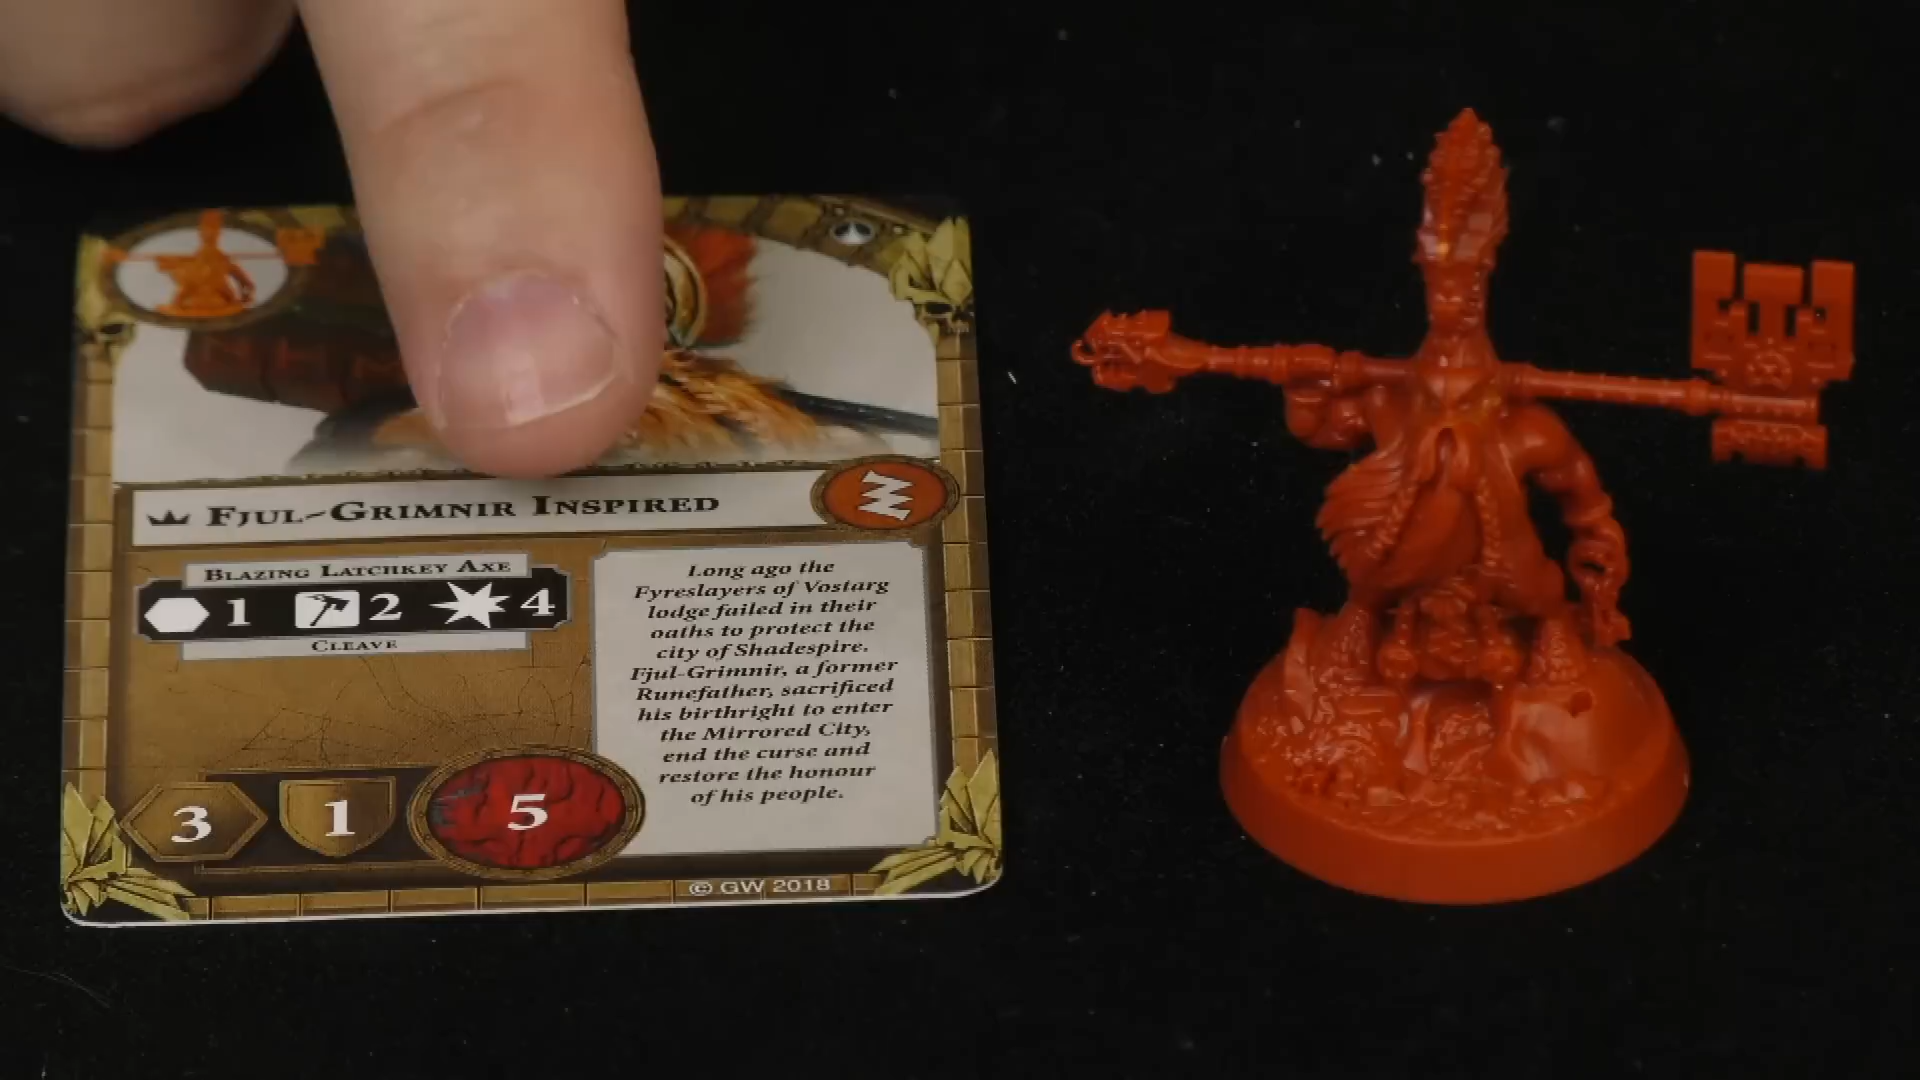 FJUL-GRIMNIR INSPIRED
BLAZING LATCHKEY AXE
1 2 4
CLEAVE
Long ago the
Fyreslayers of Vostarg
lodge failed in their
oaths to protect the
city of Shadespire.
Fjul-Grimnir, a former
Runefather, sacrificed
his birthright to enter
the Mirrored City,
end the curse and
restore the honour
of his people.
3 1 5
© GW 2018